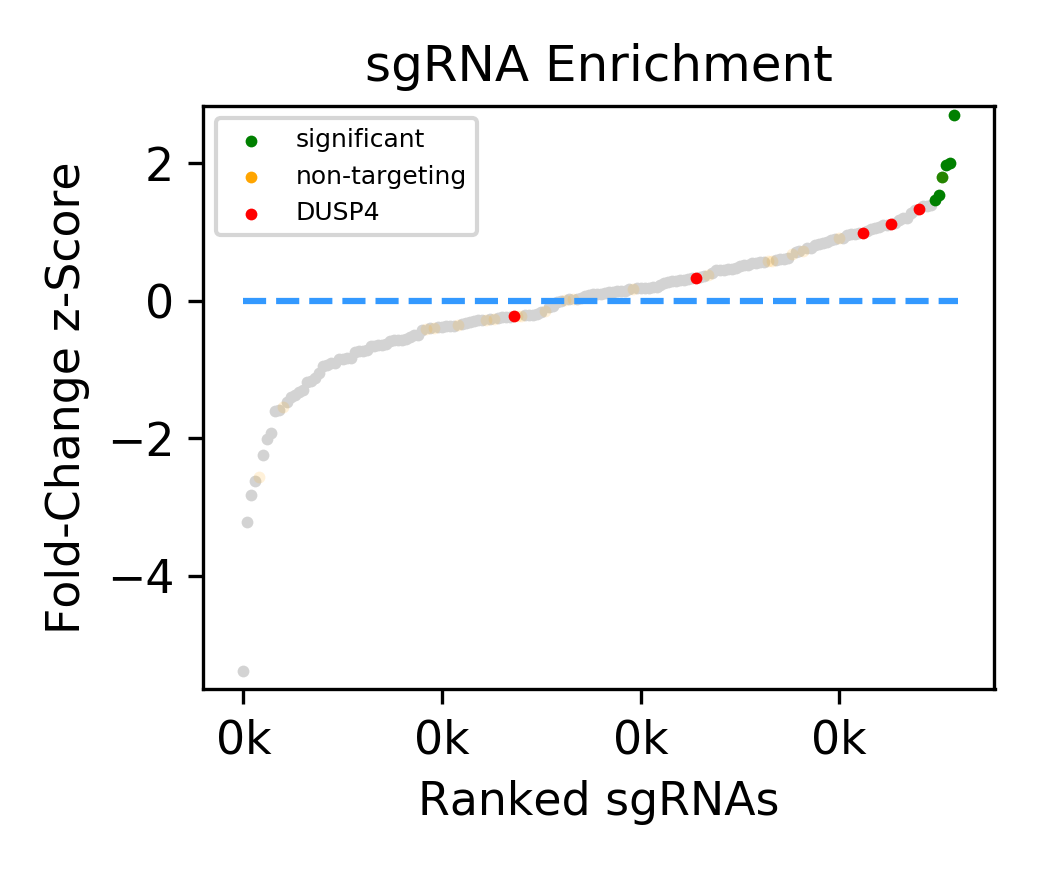 sgRNA Enrichment
significant
non-targeting
DUSP4
Fold-Change z-Score
2
0
−2
−4
0k 0k 0k 0k
Ranked sgRNAs